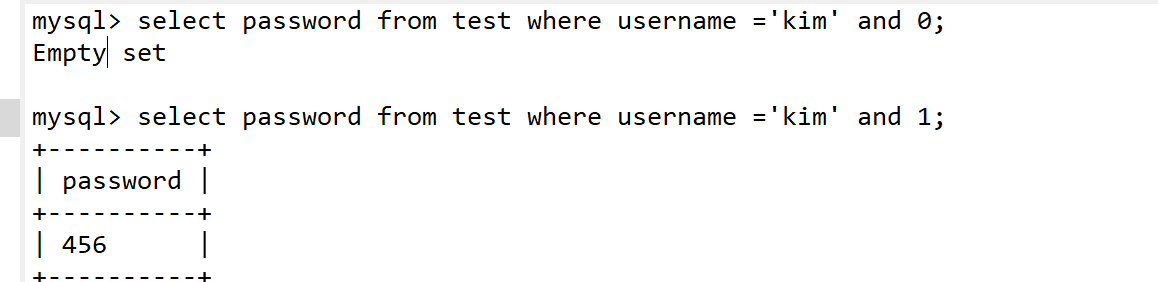 mysql> select password from test where username ='kim' and 0;
Empty set
mysql> select password from test where username ='kim' and 1;
+----------+
| password |
+----------+
| 456      |
+----------+